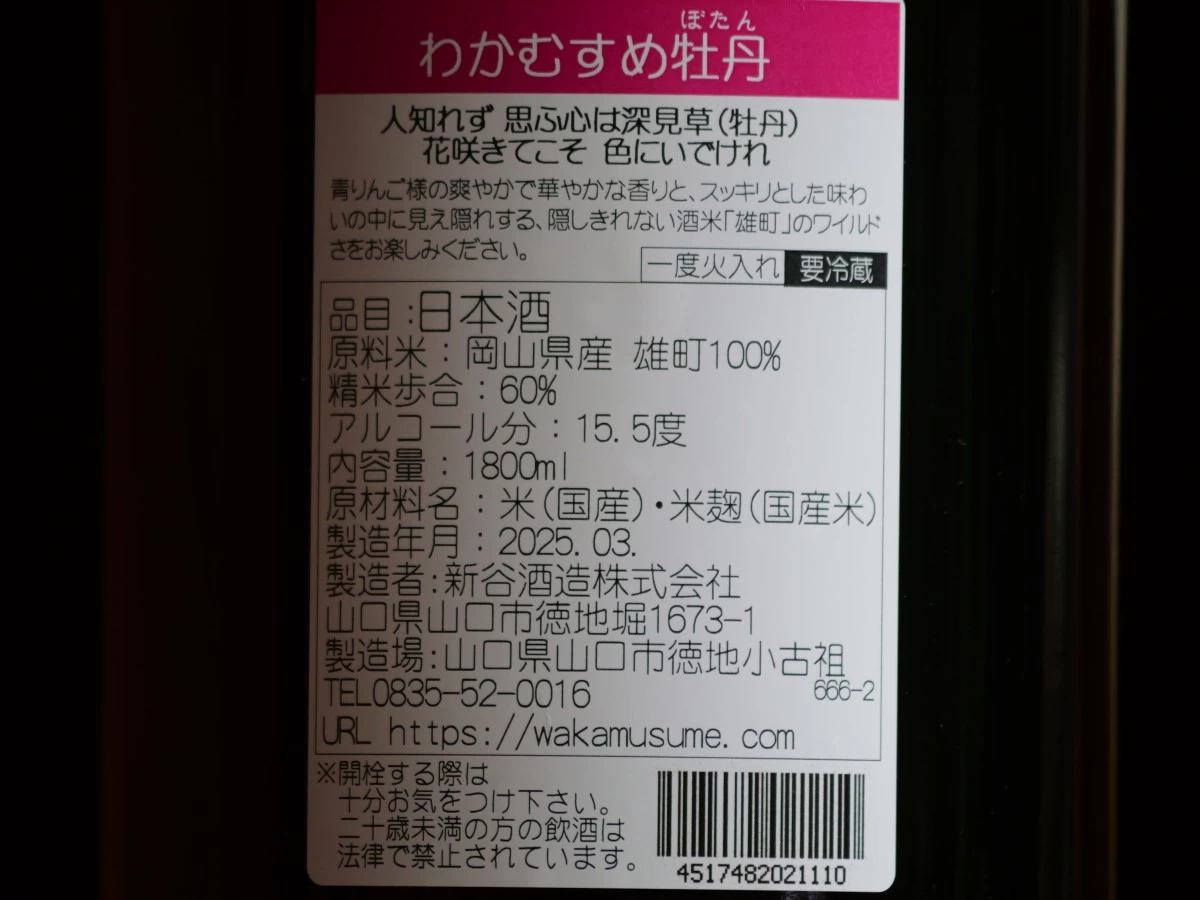 ぼたん
わかむすめ牡丹
人知れず 思ふ心は深見草(牡丹)
花咲きてこそ 色にいでけれ
青りんご様の爽やかで華やかな香りと、スッキリとした味わ
いの中に見え隠れする、隠しきれない酒米「雄町」のワイルド
さをお楽しみください。
一度火入れ 要冷蔵
品目:日本酒
原料米:岡山県産 雄町100%
精米歩合:60%
アルコール分:15.5度
内容量:1800ml
原材料名:米(国産)・米麹(国産米)
製造年月:2025.03.
製造者:新谷酒造株式会社
山口県山口市徳地堀1673-1
製造場:山口県山口市徳地小古祖
TEL0835-52-0016 666-2
URL https://wakamusume.com
※開栓する際は
十分お気をつけ下さい。
二十歳未満の方の飲酒は
法律で禁止されています。
4517482021110